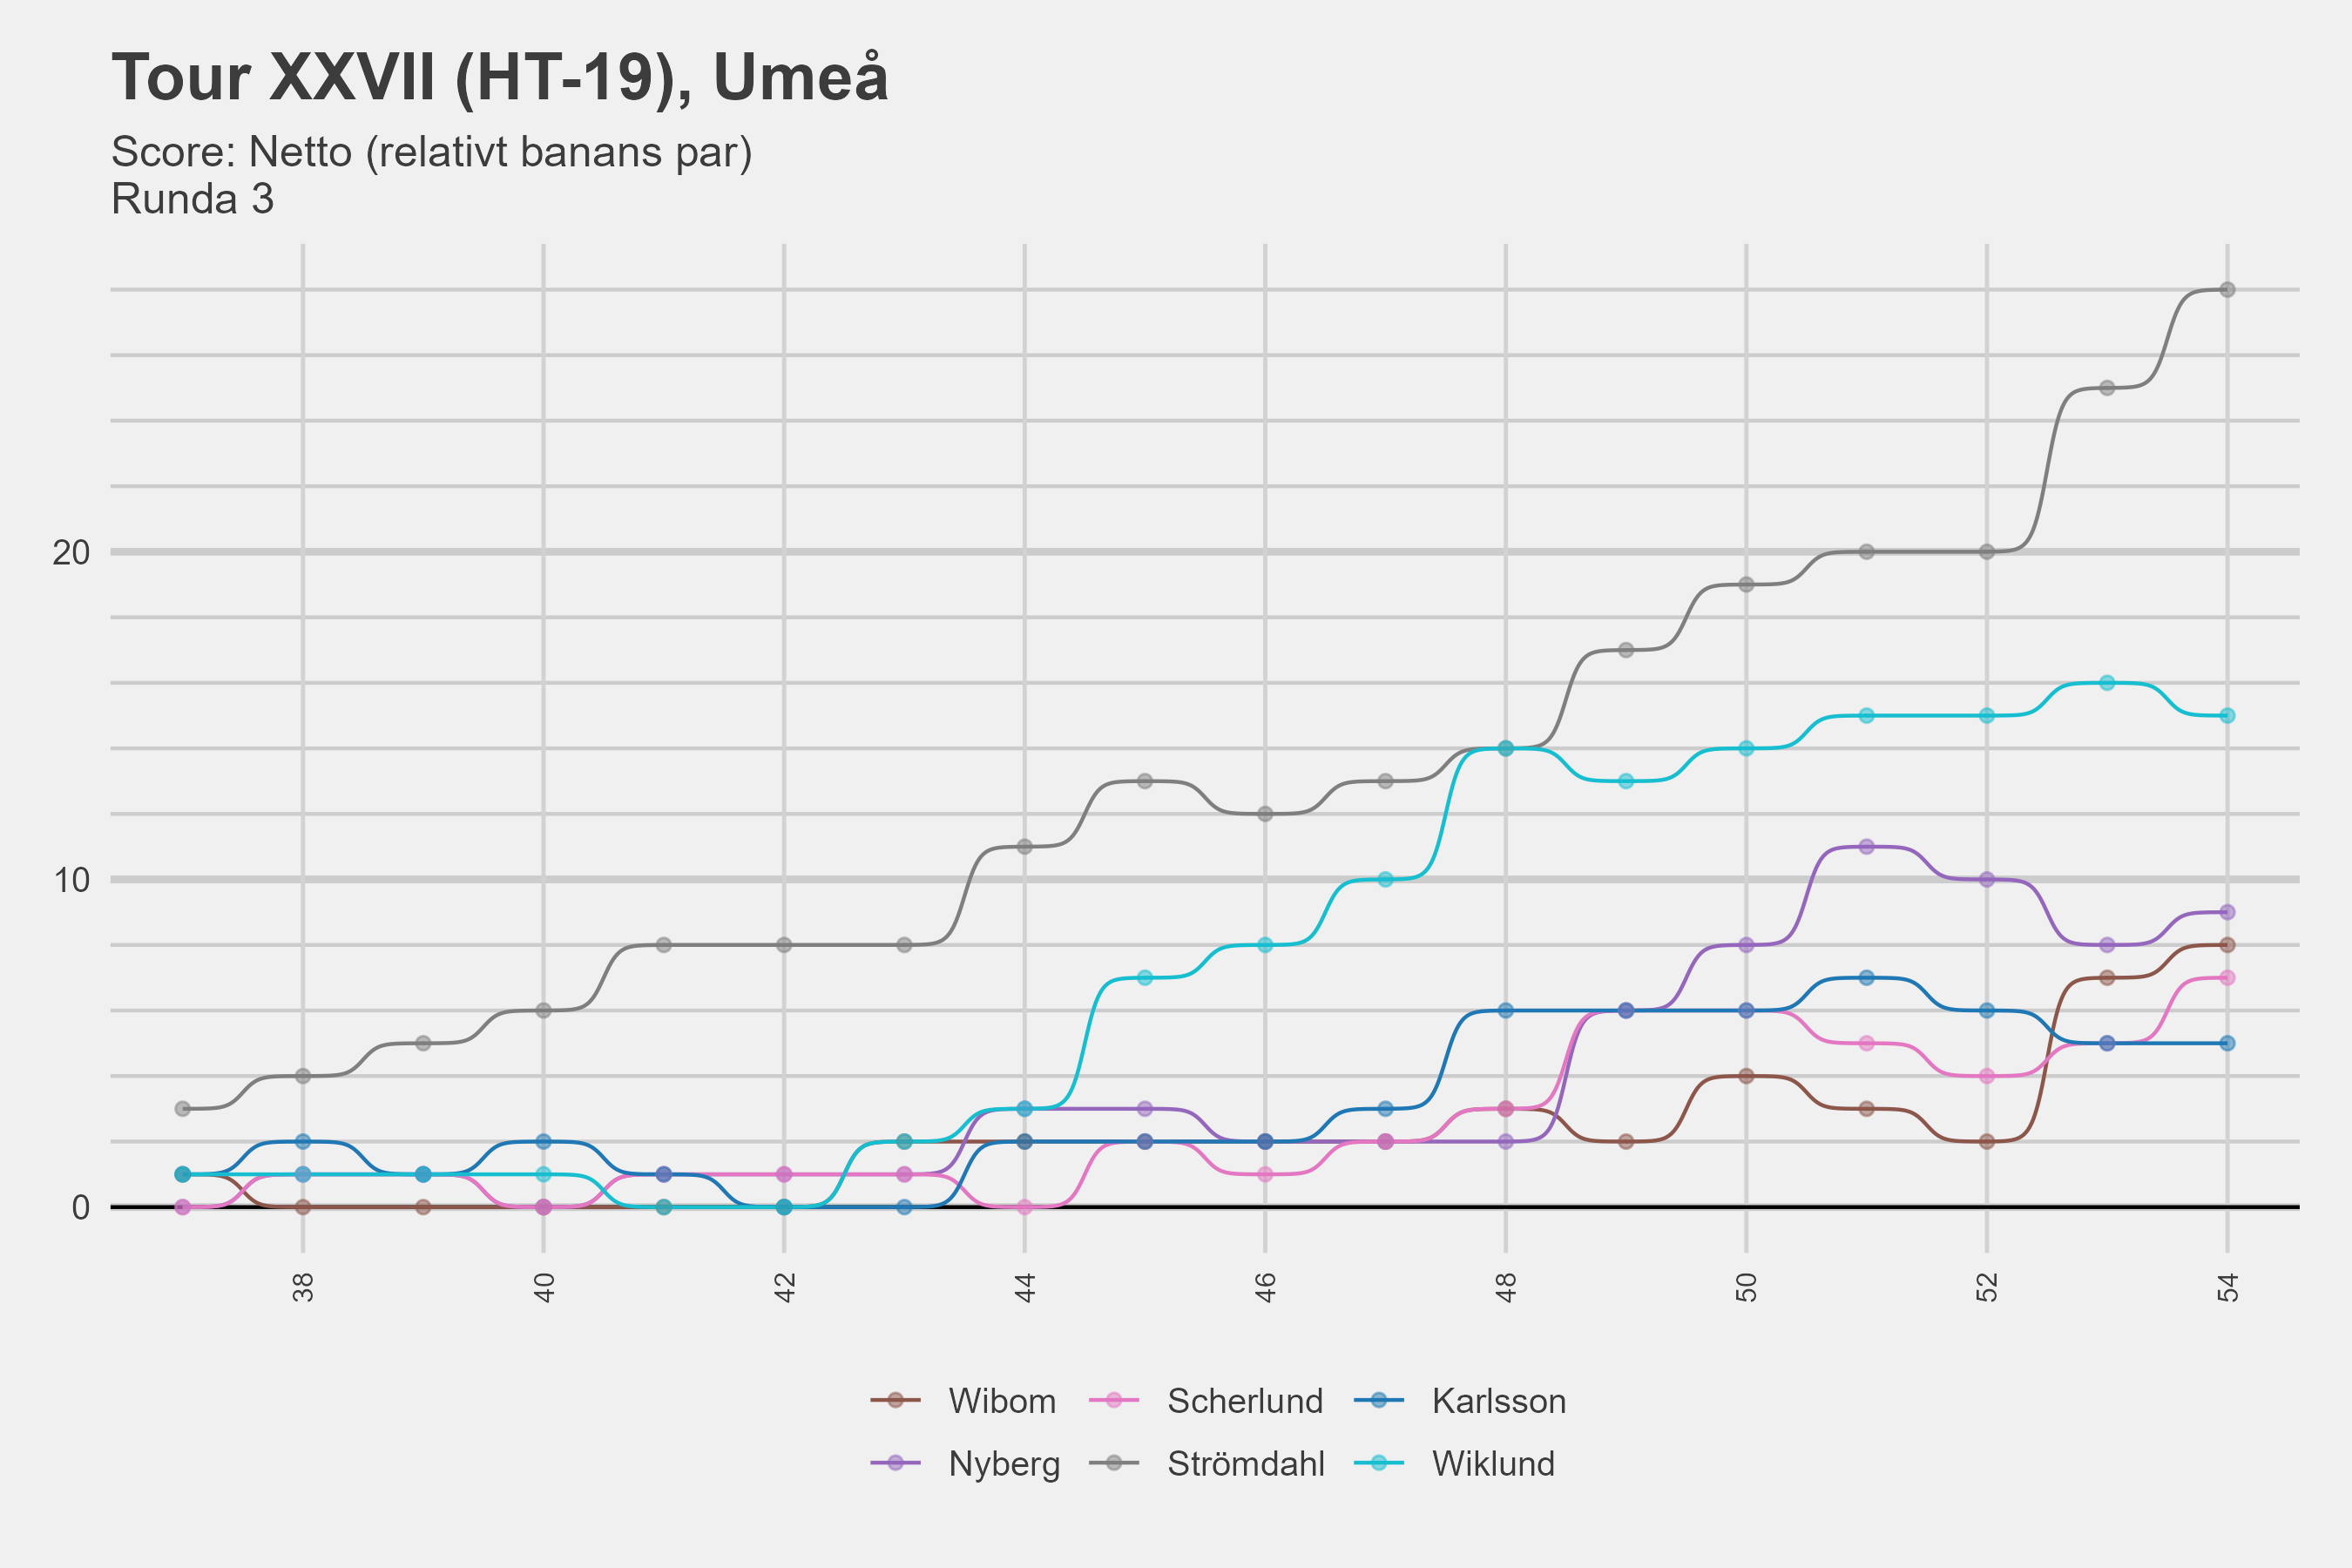 Tour XXVII (HT-19), Umeå
Score: Netto (relativt banans par)
Runda 3
20
10
0
38 40 42 44 46 48 50 52 54
Wibom Scherlund Karlsson
Nyberg Strömdahl Wiklund